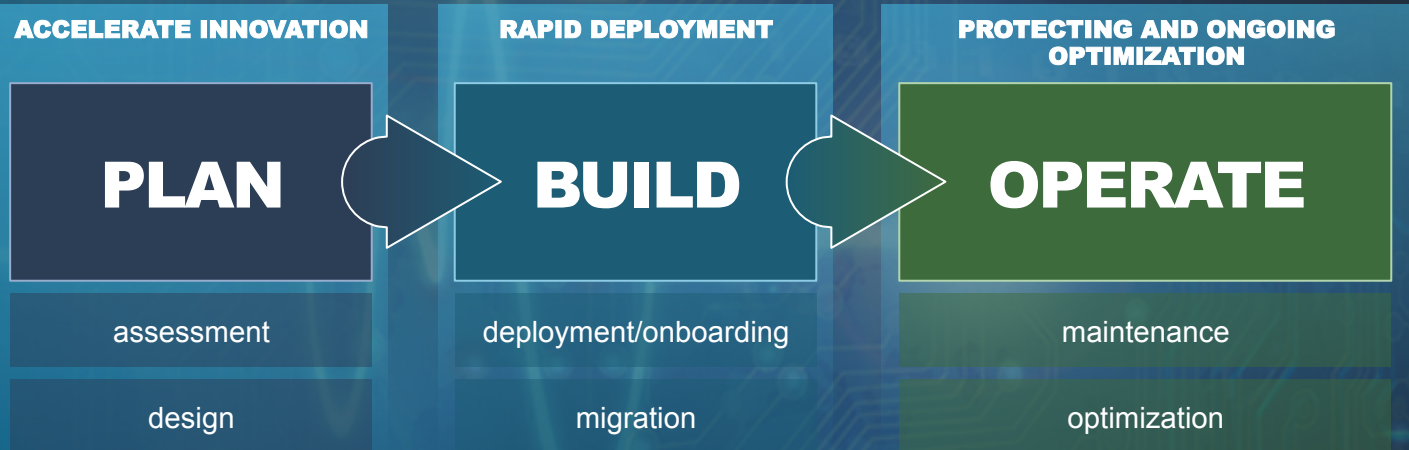 ACCELERATE INNOVATION
PLAN
assessment
design
RAPID DEPLOYMENT
BUILD
deployment/onboarding
migration
PROTECTING AND ONGOING
OPTIMIZATION
OPERATE
maintenance
optimization